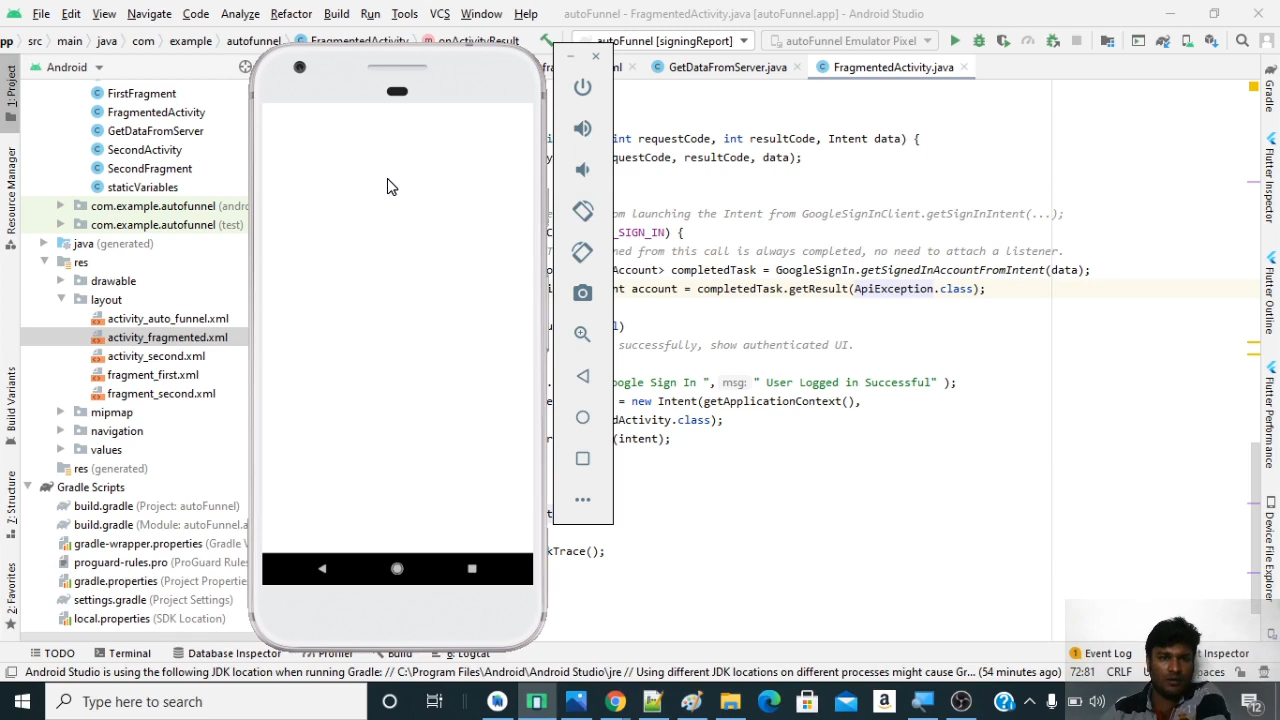 File Edit View Navigate Code Analyze Refactor Build Run Tools VCS Window Help autoFunnel - FragmentedActivity.java [autoFunnel.app] - Android Studio
pp src main java com example autofunnel FragmentedActivity onActivityResult autoFunnel [signingReport] autoFunnel Emulator Pixel
Android GetDataFromServer.java FragmentedActivity.java
1: Project
Resource Manager
Build Variants
7: Structure
2: Favorites
FirstFragment
FragmentedActivity
GetDataFromServer
SecondActivity
SecondFragment
staticVariables
com.example.autofunnel (andro
com.example.autofunnel (test)
java (generated)
res
drawable
layout
activity_auto_funnel.xml
activity_fragmented.xml
activity_second.xml
fragment_first.xml
fragment_second.xml
mipmap
navigation
values
res (generated)
Gradle Scripts
build.gradle (Project: autoFunnel)
build.gradle (Module: autoFunnel.a
gradle-wrapper.properties (Gradle V
proguard-rules.pro (ProGuard Rules
gradle.properties (Project Properties
settings.gradle (Project Settings)
local.properties (SDK Location)
int requestCode, int resultCode, Intent data) {
questCode, resultCode, data);
om launching the Intent from GoogleSignInClient.getSignInIntent(...);
_SIGN_IN) {
ned from this call is always completed, no need to attach a listener.
Account> completedTask = GoogleSignIn.getSignedInAccountFromIntent(data);
nt account = completedTask.getResult(ApiException.class);
l)
successfully, show authenticated UI.
ogle Sign In ", msg: " User Logged in Successful" );
= new Intent(getApplicationContext(),
dActivity.class);
(intent);
kTrace();
Gradle
Flutter Inspector
Flutter Outline
Flutter Performance
Device File Explorer
TODO Terminal Database Inspector Profiler Build 6: Logcat 1 Event Log Inspector
Android Studio is using the following JDK location when running Gradle: // C:\Program Files\Android\Android Studio\jre // Using different JDK locations on different processes might cause Gr... (54 minutes ago) 72:81 CRLF
Type here to search
12